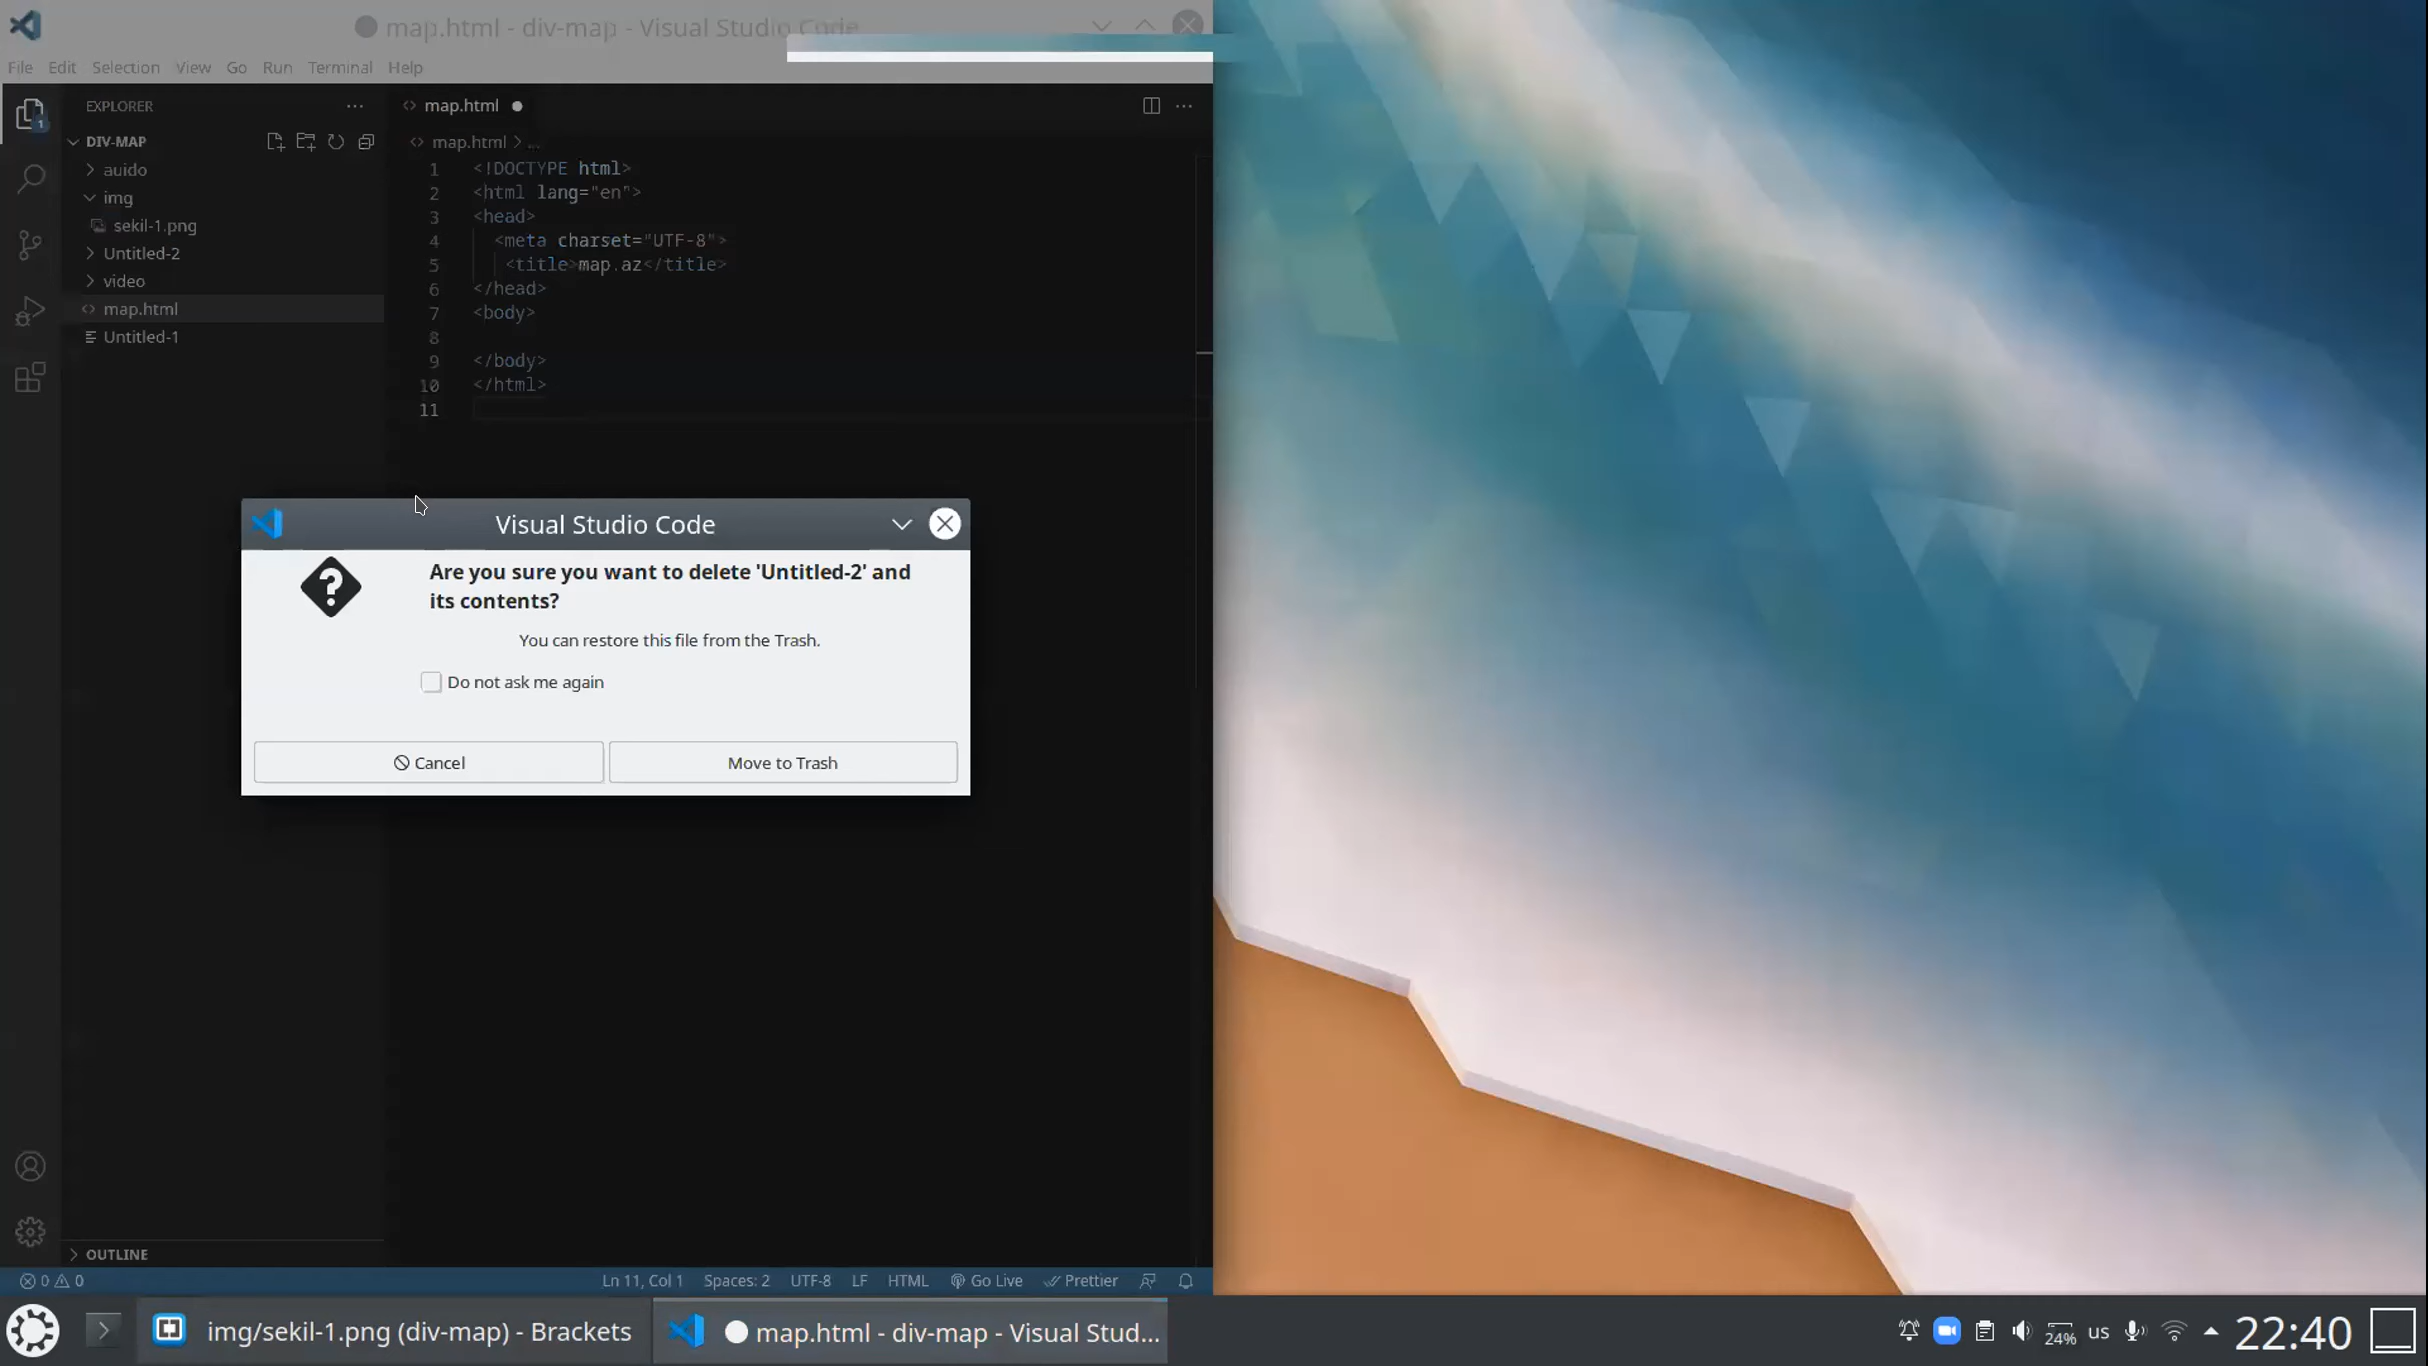 map.html - div-map - Visual Studio Code
File Edit Selection View Go Run Terminal Help
EXPLORER
DIV-MAP
auido
img
sekil-1.png
Untitled-2
video
map.html
Untitled-1
OUTLINE
map.html
map.html > ...
1 <!DOCTYPE html>
2 <html lang="en">
3 <head>
4 <meta charset="UTF-8">
5 <title>map.az</title>
6 </head>
7 <body>
8
9 </body>
10 </html>
11
Visual Studio Code
Are you sure you want to delete 'Untitled-2' and
its contents?
You can restore this file from the Trash.
Do not ask me again
Cancel Move to Trash
0 0 Ln 11, Col 1 Spaces: 2 UTF-8 LF HTML Go Live Prettier
img/sekil-1.png (div-map) - Brackets map.html - div-map - Visual Stud... 24% us 22:40